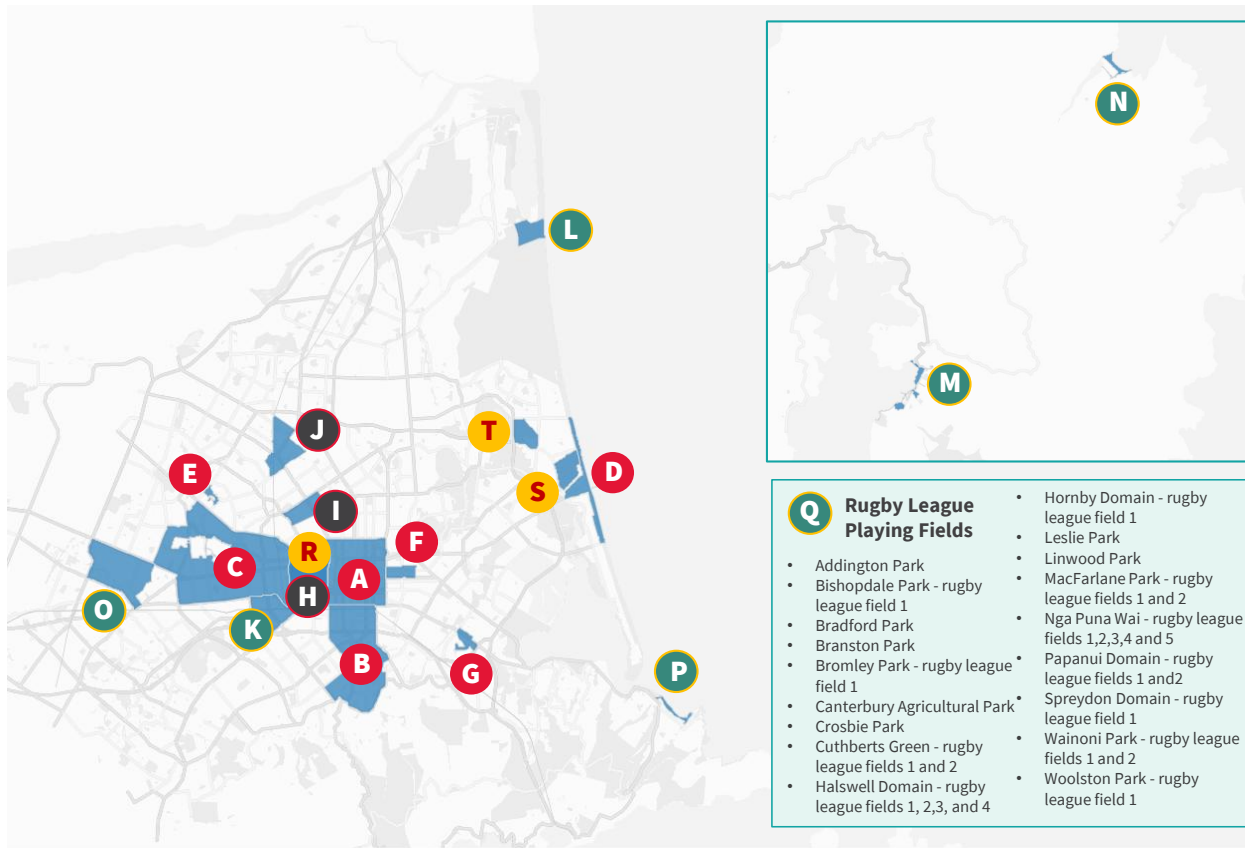 L
N
M
J
T
E
D
S
I
F
R
C
A
H
O
K
B
G
P
Q
Rugby League
Playing Fields
• Addington Park
• Bishopdale Park - rugby
league field 1
• Bradford Park
• Branston Park
• Bromley Park - rugby league
field 1
• Canterbury Agricultural Park
• Crosbie Park
• Cuthberts Green - rugby
league fields 1 and 2
• Halswell Domain - rugby
league fields 1, 2,3, and 4
• Hornby Domain - rugby
league field 1
• Leslie Park
• Linwood Park
• MacFarlane Park - rugby
league fields 1 and 2
• Nga Puna Wai - rugby league
fields 1,2,3,4 and 5
• Papanui Domain - rugby
league fields 1 and2
• Spreydon Domain - rugby
league field 1
• Wainoni Park - rugby league
fields 1 and 2
• Woolston Park - rugby
league field 1